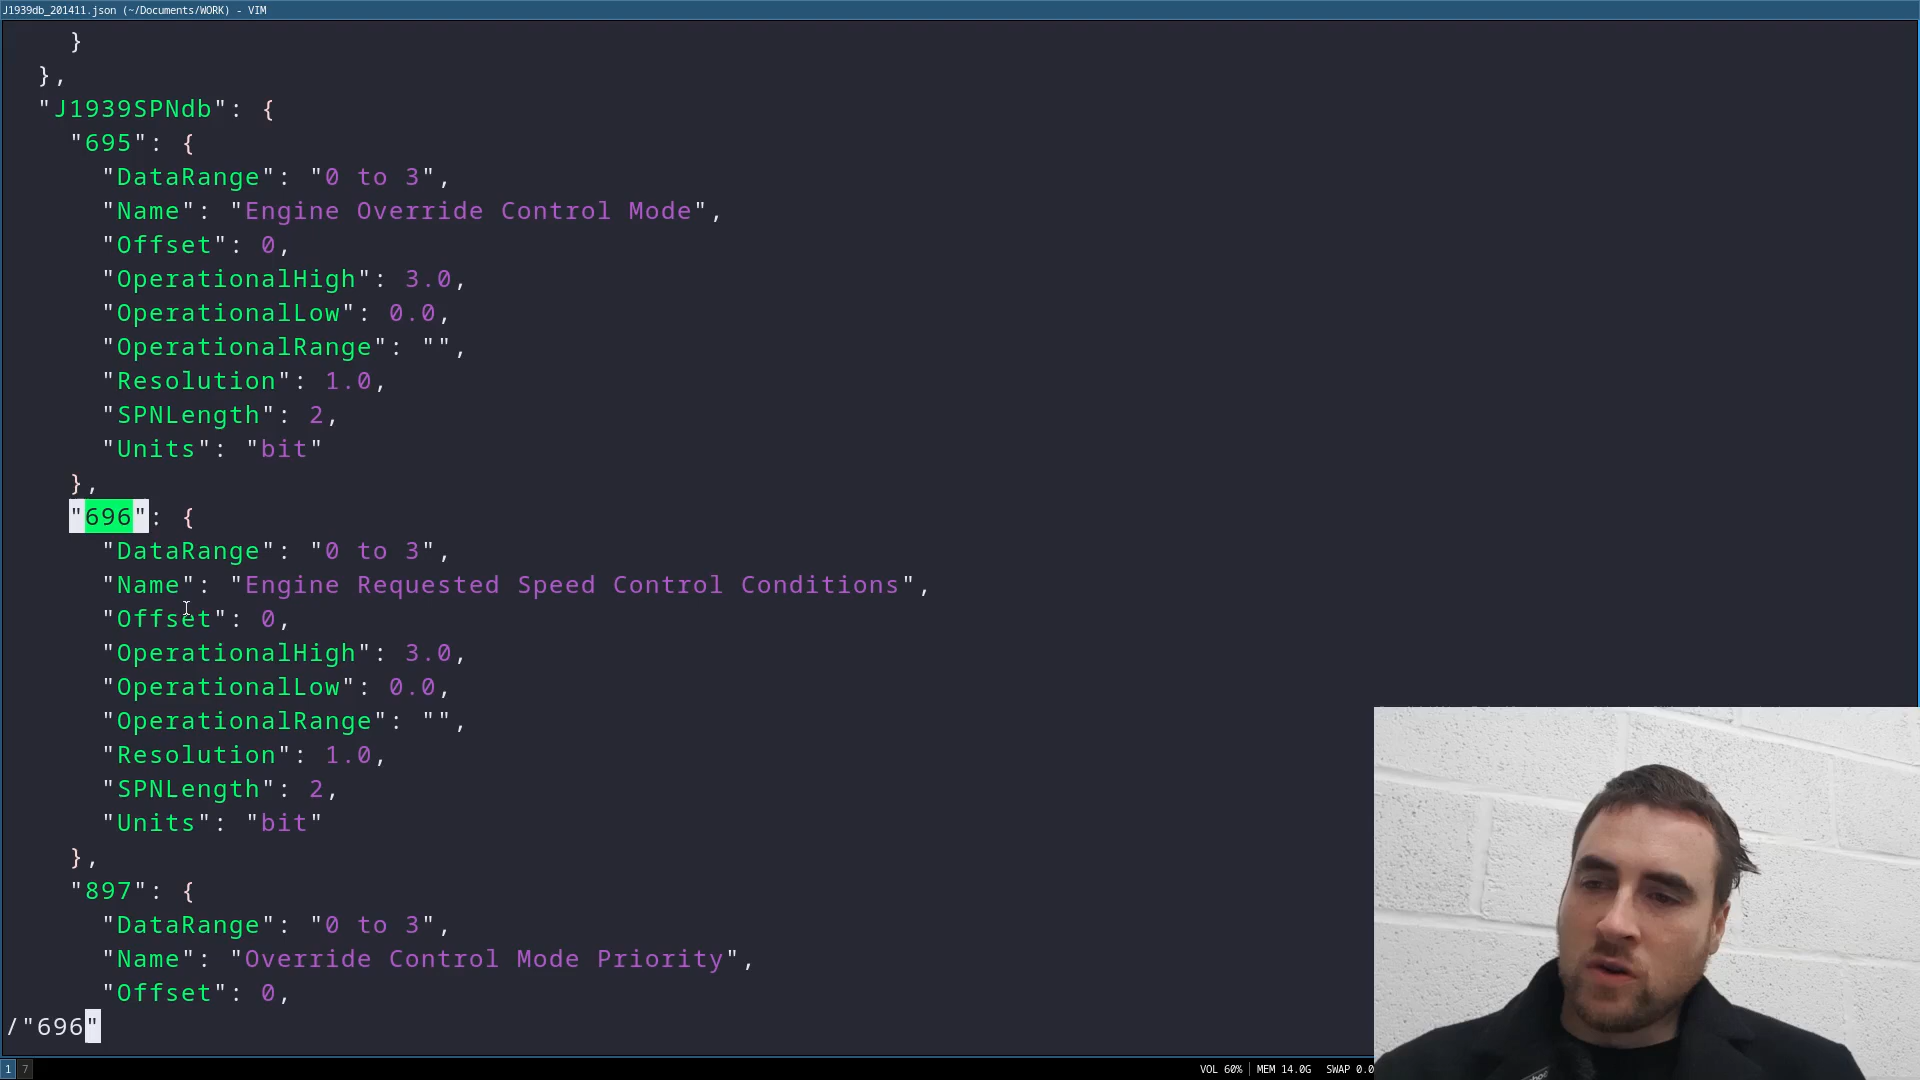 J1939db_201411.json (~/Documents/WORK) - VIM
}
},
"J1939SPNdb": {
"695": {
"DataRange": "0 to 3",
"Name": "Engine Override Control Mode",
"Offset": 0,
"OperationalHigh": 3.0,
"OperationalLow": 0.0,
"OperationalRange": "",
"Resolution": 1.0,
"SPNLength": 2,
"Units": "bit"
},
"696": {
"DataRange": "0 to 3",
"Name": "Engine Requested Speed Control Conditions",
"Offset": 0,
"OperationalHigh": 3.0,
"OperationalLow": 0.0,
"OperationalRange": "",
"Resolution": 1.0,
"SPNLength": 2,
"Units": "bit"
},
"897": {
"DataRange": "0 to 3",
"Name": "Override Control Mode Priority",
"Offset": 0,
/"696"
1 7 VOL 60% | MEM 14.0G SWAP 0.0